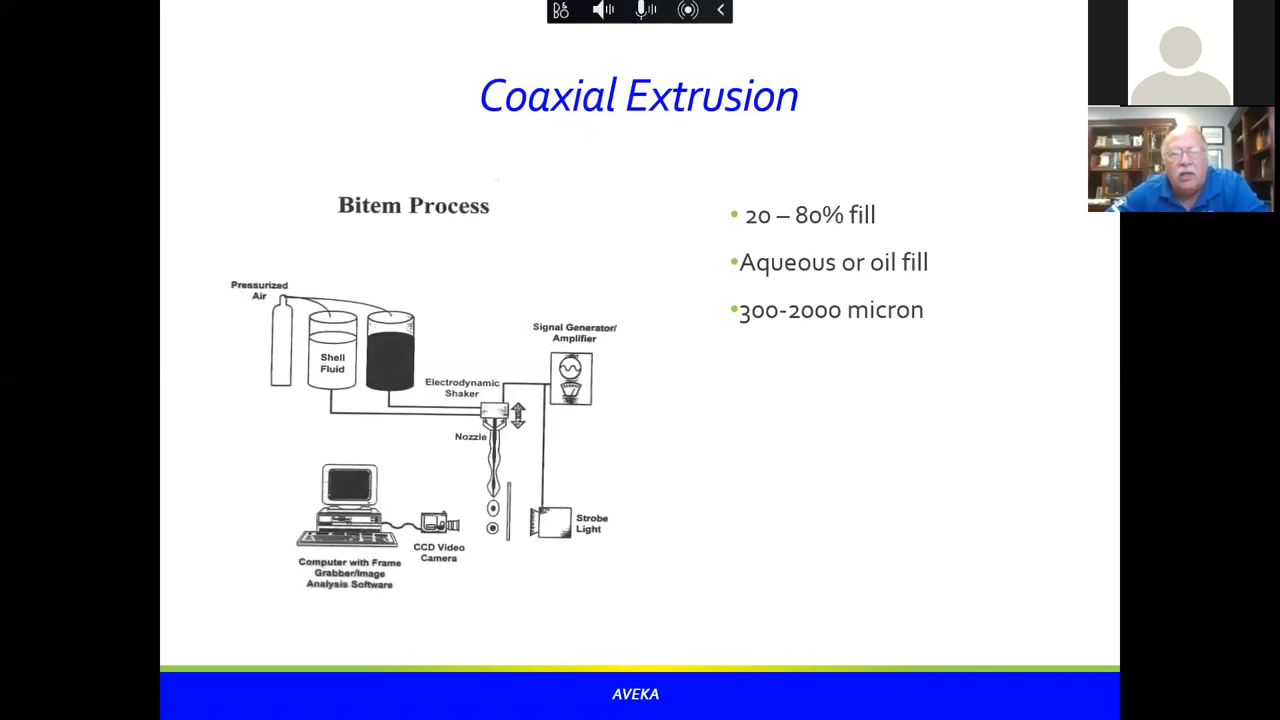 Coaxial Extrusion
Bitem Process
Pressurized
Air
Shell
Fluid
Electrodynamic
Shaker
Nozzle
Signal Generator/
Amplifier
Strobe
Light
CCD Video
Camera
Computer with Frame
Grabber/Image
Analysis Software
• 20 – 80% fill
•Aqueous or oil fill
•300-2000 micron
AVEKA